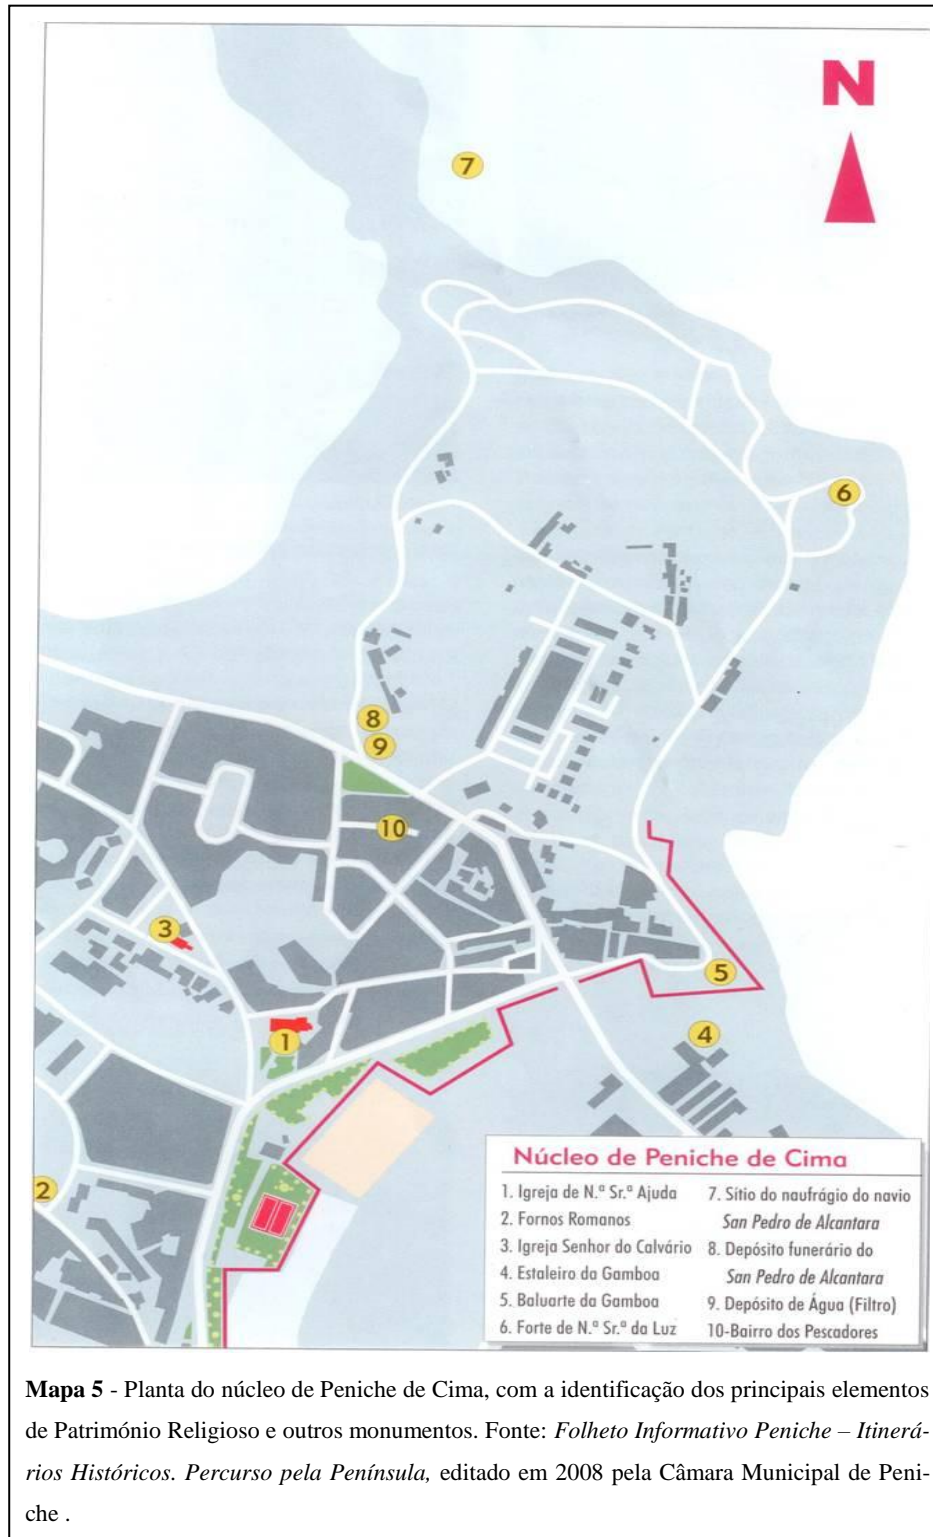 N
7
6
8
9
10
3
5
1
4
2
Núcleo de Peniche de Cima
1. Igreja de N.ª Sr.ª Ajuda
2. Fornos Romanos
3. Igreja Senhor do Calvário
4. Estaleiro da Gamboa
5. Baluarte da Gamboa
6. Forte de N.ª Sr.ª da Luz
7. Sítio do naufrágio do navio
San Pedro de Alcantara
8. Depósito funerário do
San Pedro de Alcantara
9. Depósito de Água (Filtro)
10-Bairro dos Pescadores
Mapa 5 - Planta do núcleo de Peniche de Cima, com a identificação dos principais elementos
de Património Religioso e outros monumentos. Fonte: Folheto Informativo Peniche – Itinerá-
rios Históricos. Percurso pela Península, editado em 2008 pela Câmara Municipal de Peni-
che .